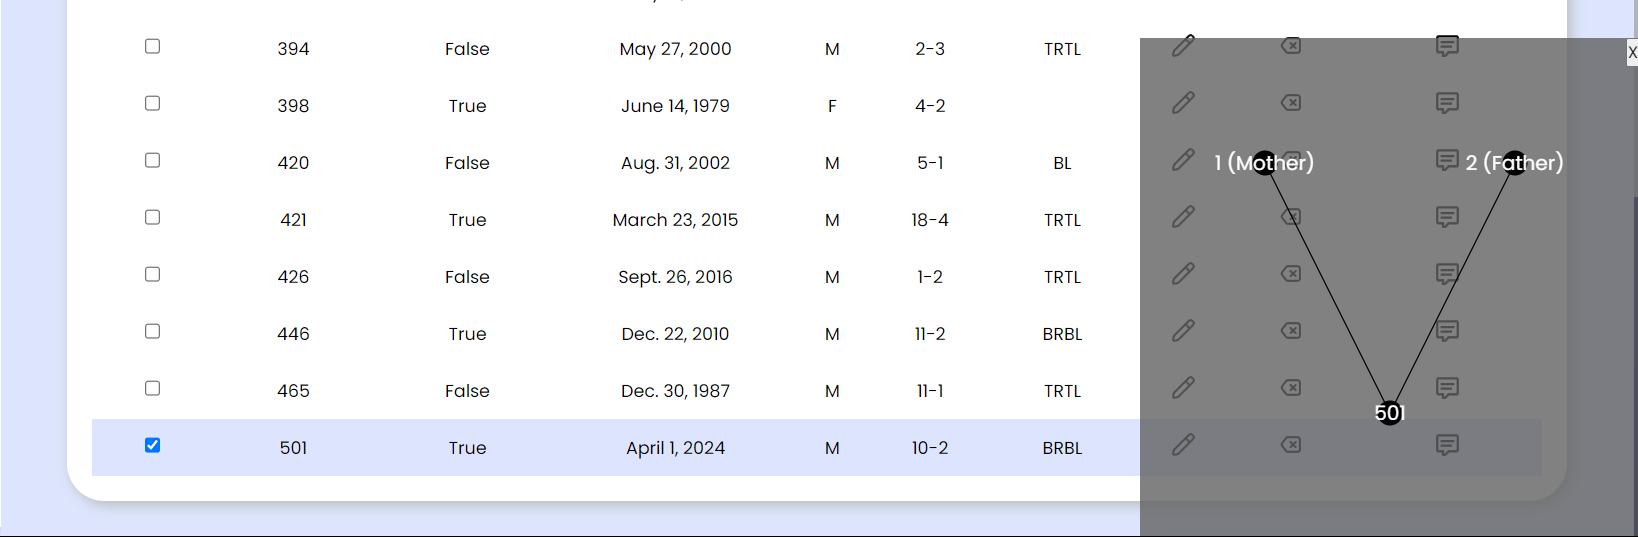 394 False May 27, 2000 M 2-3 TRTL
X
398 True June 14, 1979 F 4-2
420 False Aug. 31, 2002 M 5-1 BL 1 (Mother) 2 (Father)
421 True March 23, 2015 M 18-4 TRTL
426 False Sept. 26, 2016 M 1-2 TRTL
446 True Dec. 22, 2010 M 11-2 BRBL
465 False Dec. 30, 1987 M 11-1 TRTL
501
501 True April 1, 2024 M 10-2 BRBL